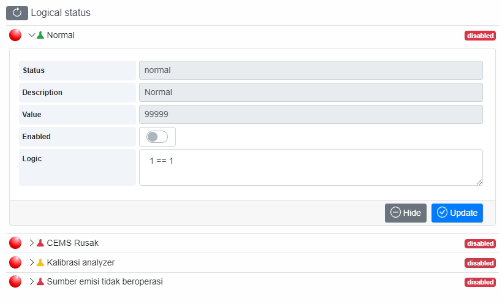 Logical status
Normal disabled
Status normal
Description Normal
Value 99999
Enabled
Logic 1 == 1
Hide Update
CEMS Rusak disabled
Kalibrasi analyzer disabled
Sumber emisi tidak beroperasi disabled